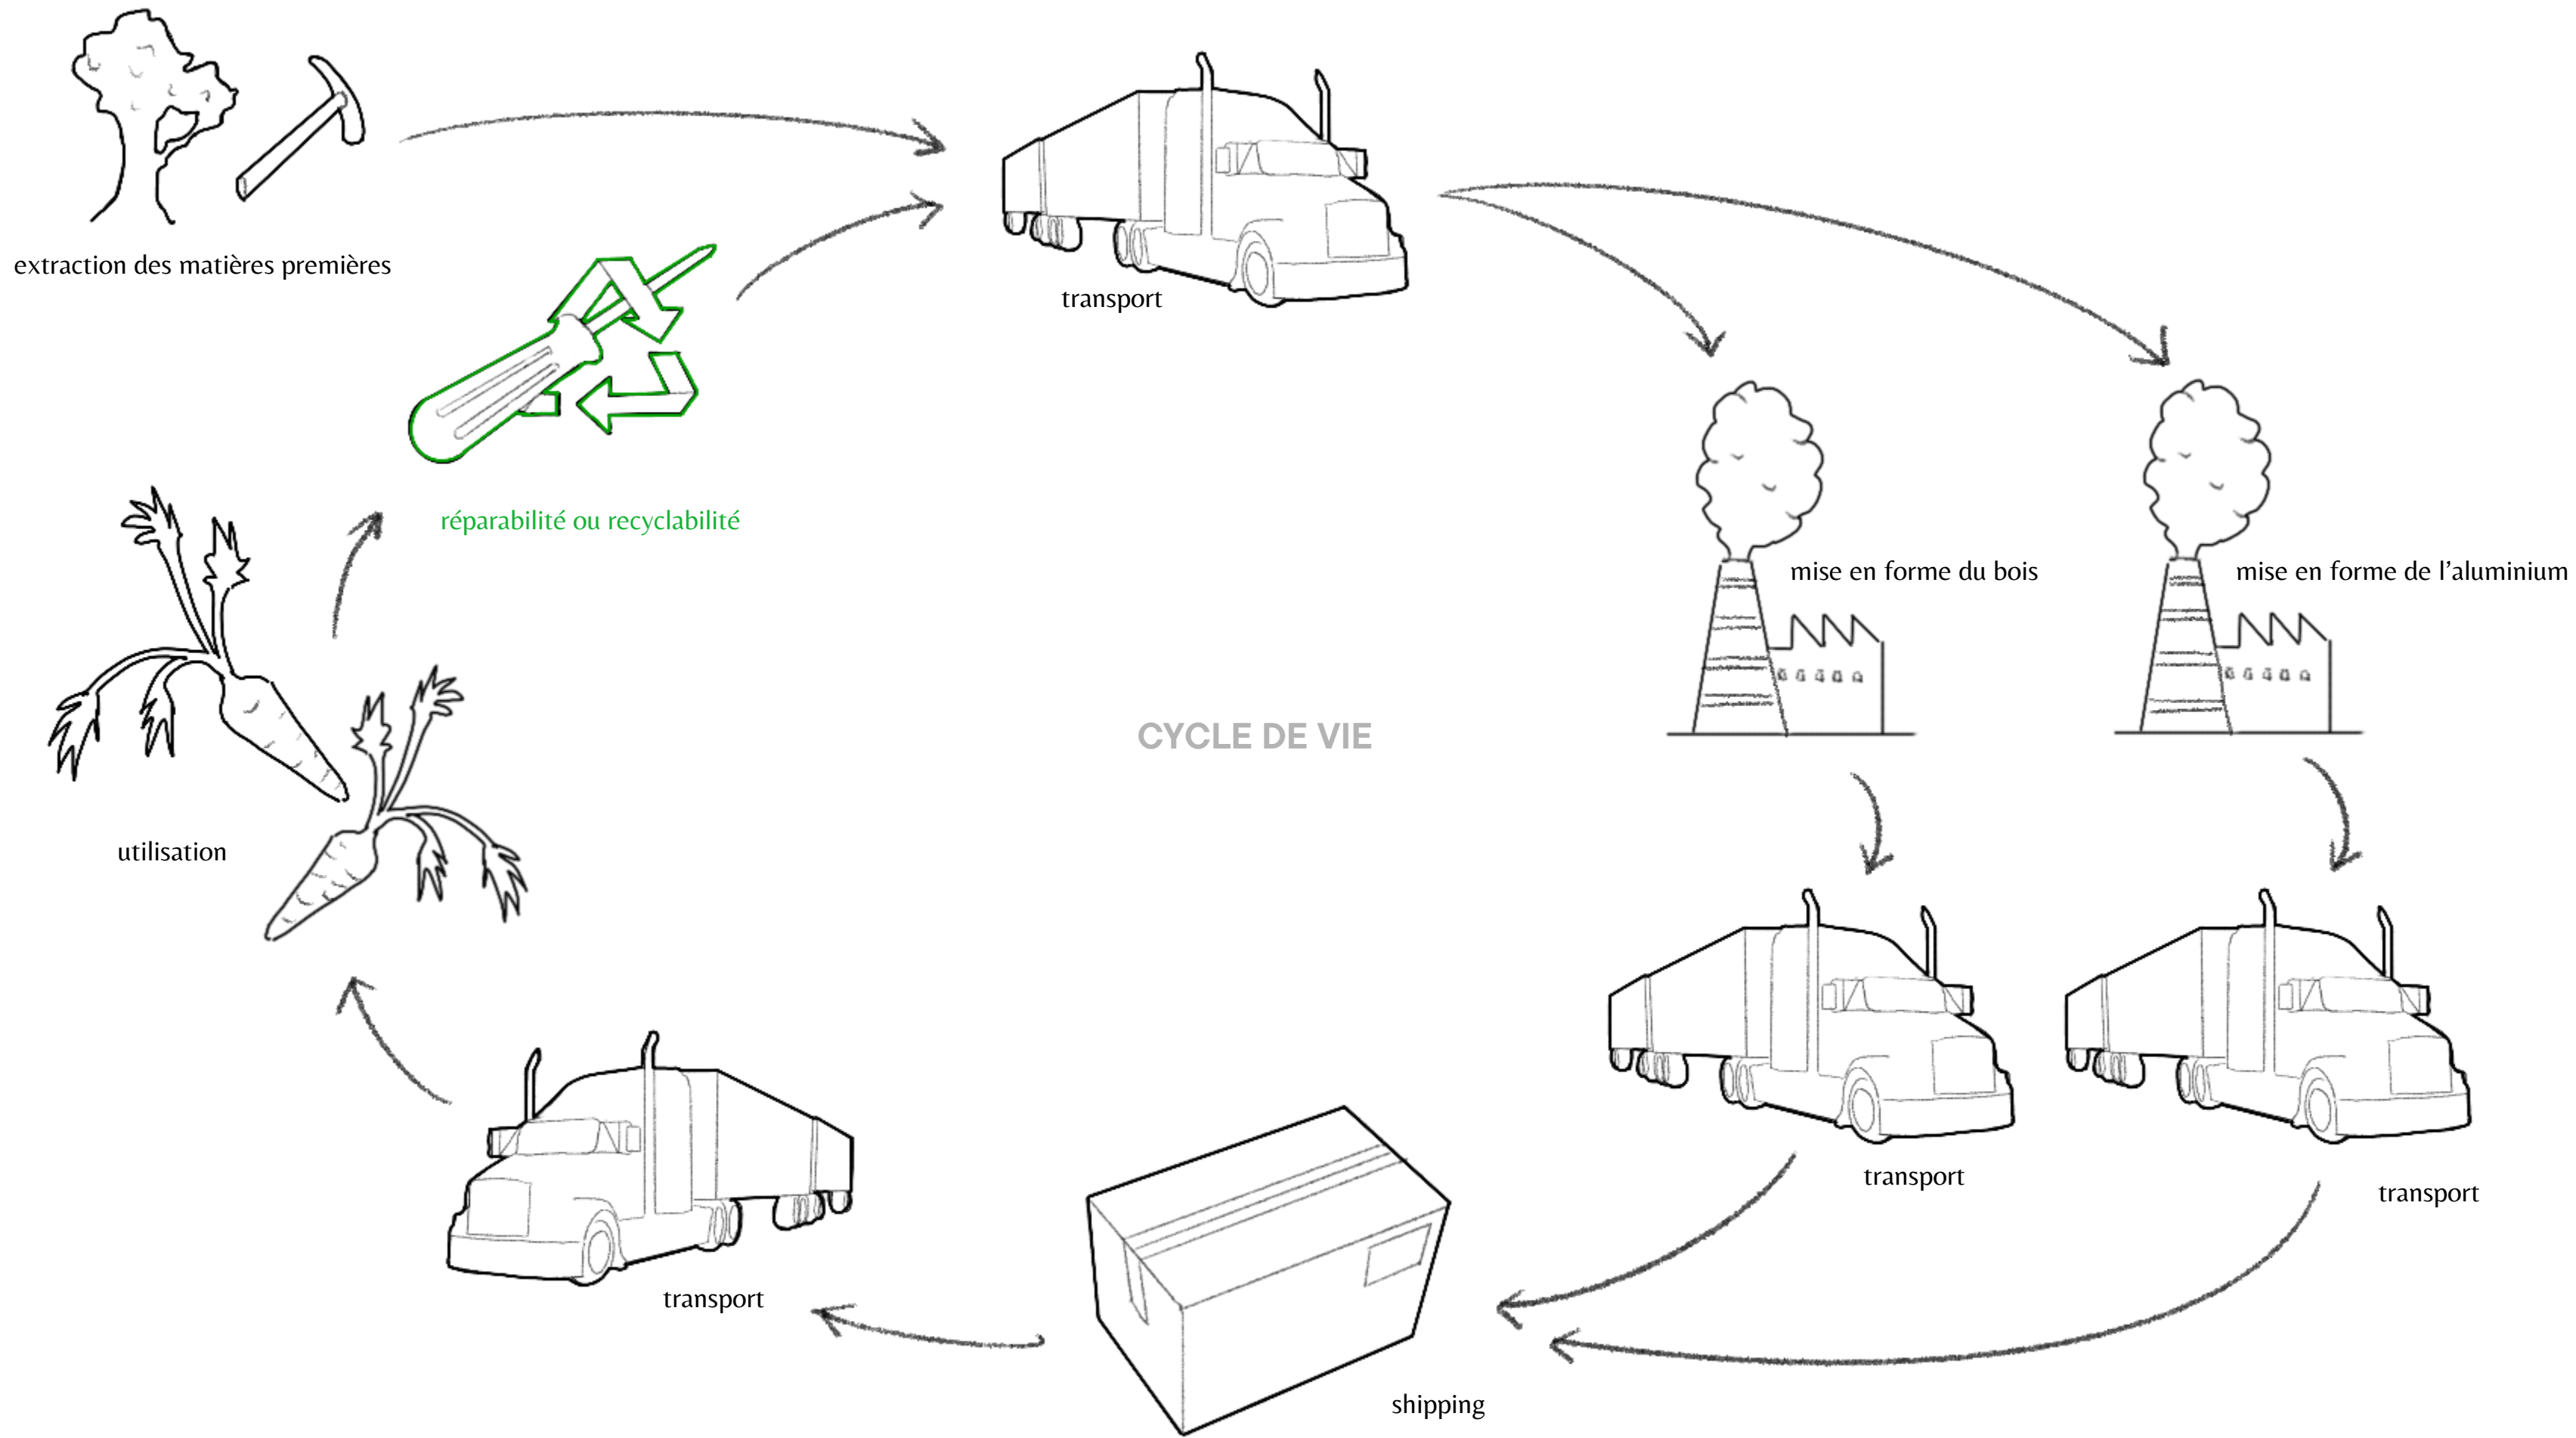 extraction des matières premières
transport
réparabilité ou recyclabilité
mise en forme du bois
mise en forme de l’aluminium
CYCLE DE VIE
utilisation
transport
transport
transport
shipping